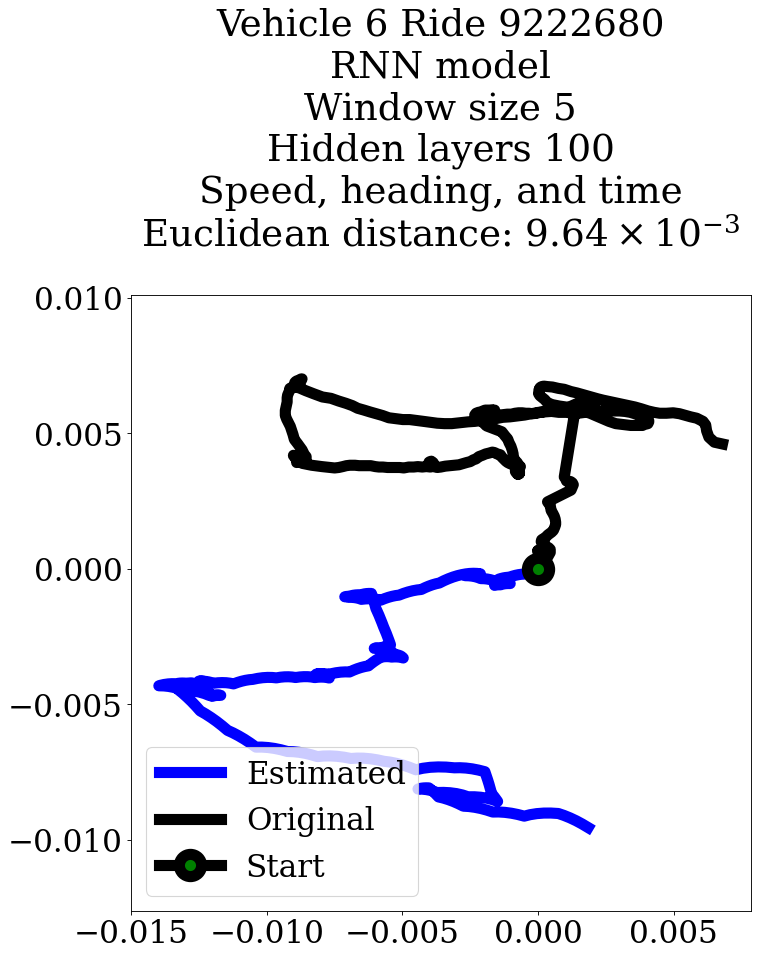 Vehicle 6 Ride 9222680
RNN model
Window size 5
Hidden layers 100
Speed, heading, and time
Euclidean distance: 9.64 × 10⁻³
0.010
0.005
0.000
−0.005
−0.010
Estimated
Original
Start
−0.015 −0.010 −0.005 0.000 0.005